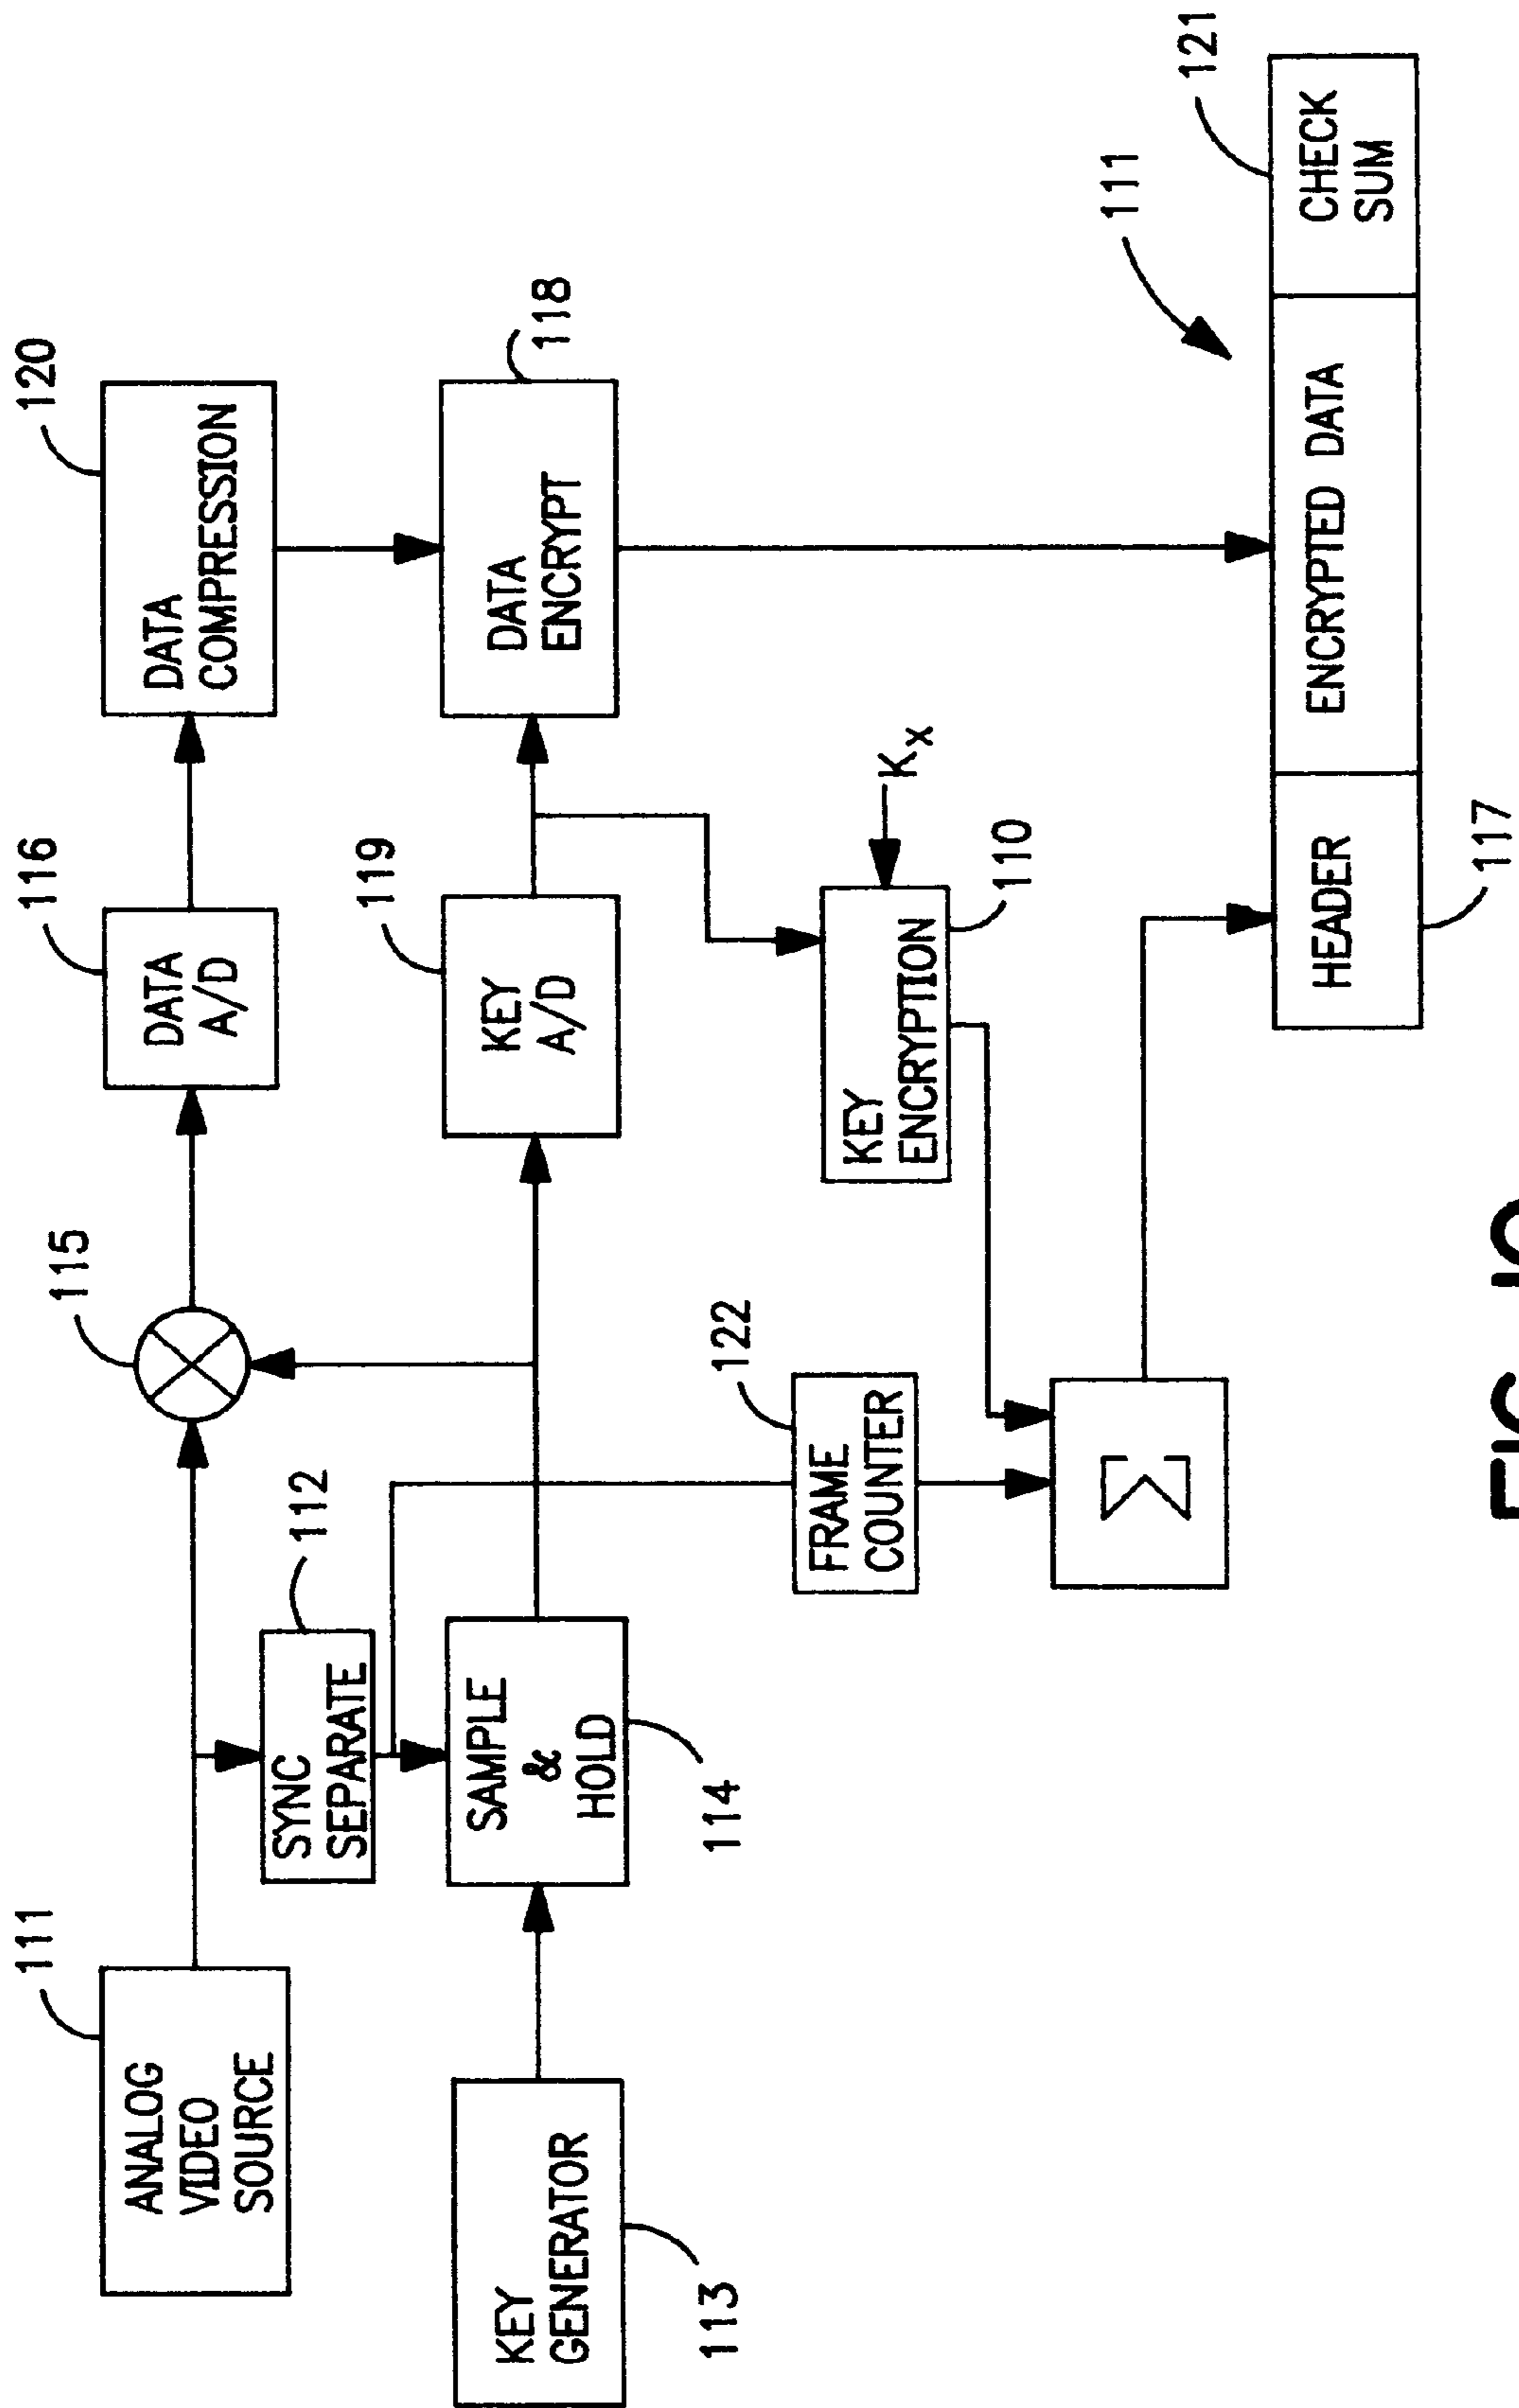 111
ANALOG
VIDEO
SOURCE
112
SYNC
SEPARATE
115
116
DATA
A/D
120
DATA
COMPRESSION
KEY
GENERATOR
113
SAMPLE
&
HOLD
114
119
KEY
A/D
DATA
ENCRYPT
118
122
FRAME
COUNTER
KEY
ENCRYPTION
110
Kx
Σ
111
HEADER
117
ENCRYPTED DATA
CHECK
SUM
121